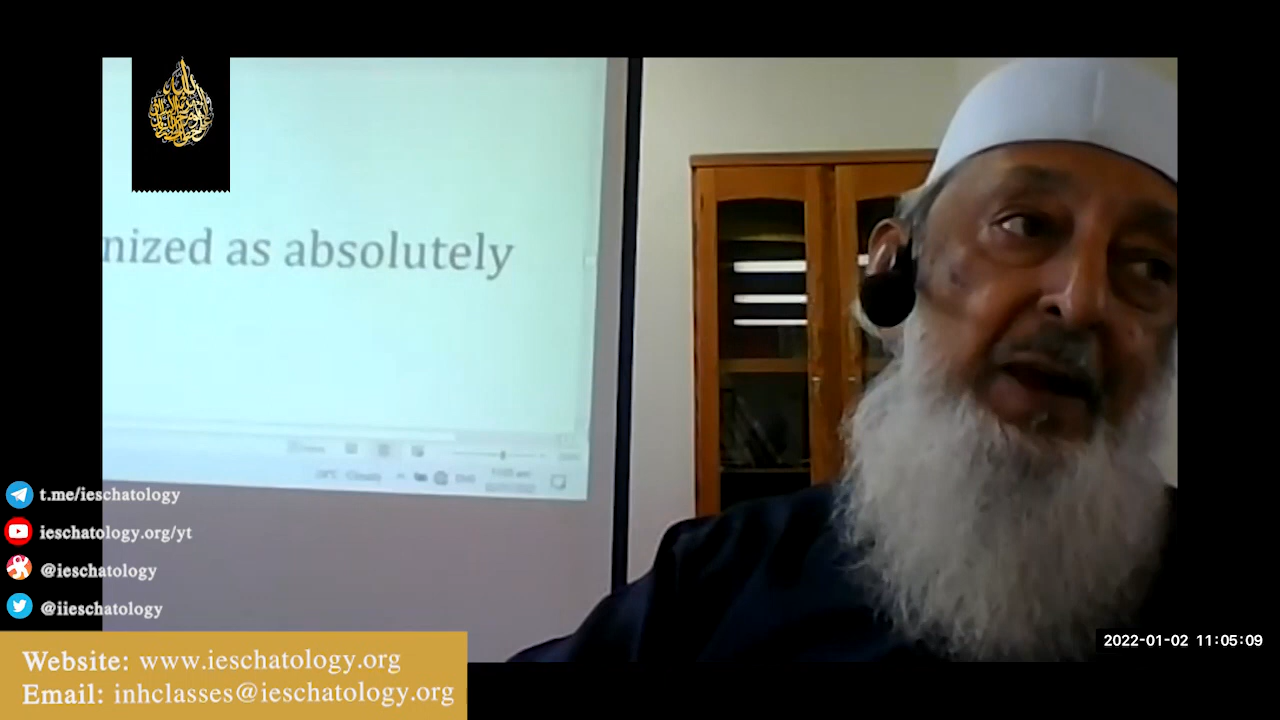 nized as absolutely
t.me/ieschatology
ieschatology.org/yt
@ieschatology
@iieschatology
Website: www.ieschatology.org
Email: inhclasses@ieschatology.org
2022-01-02 11:05:09